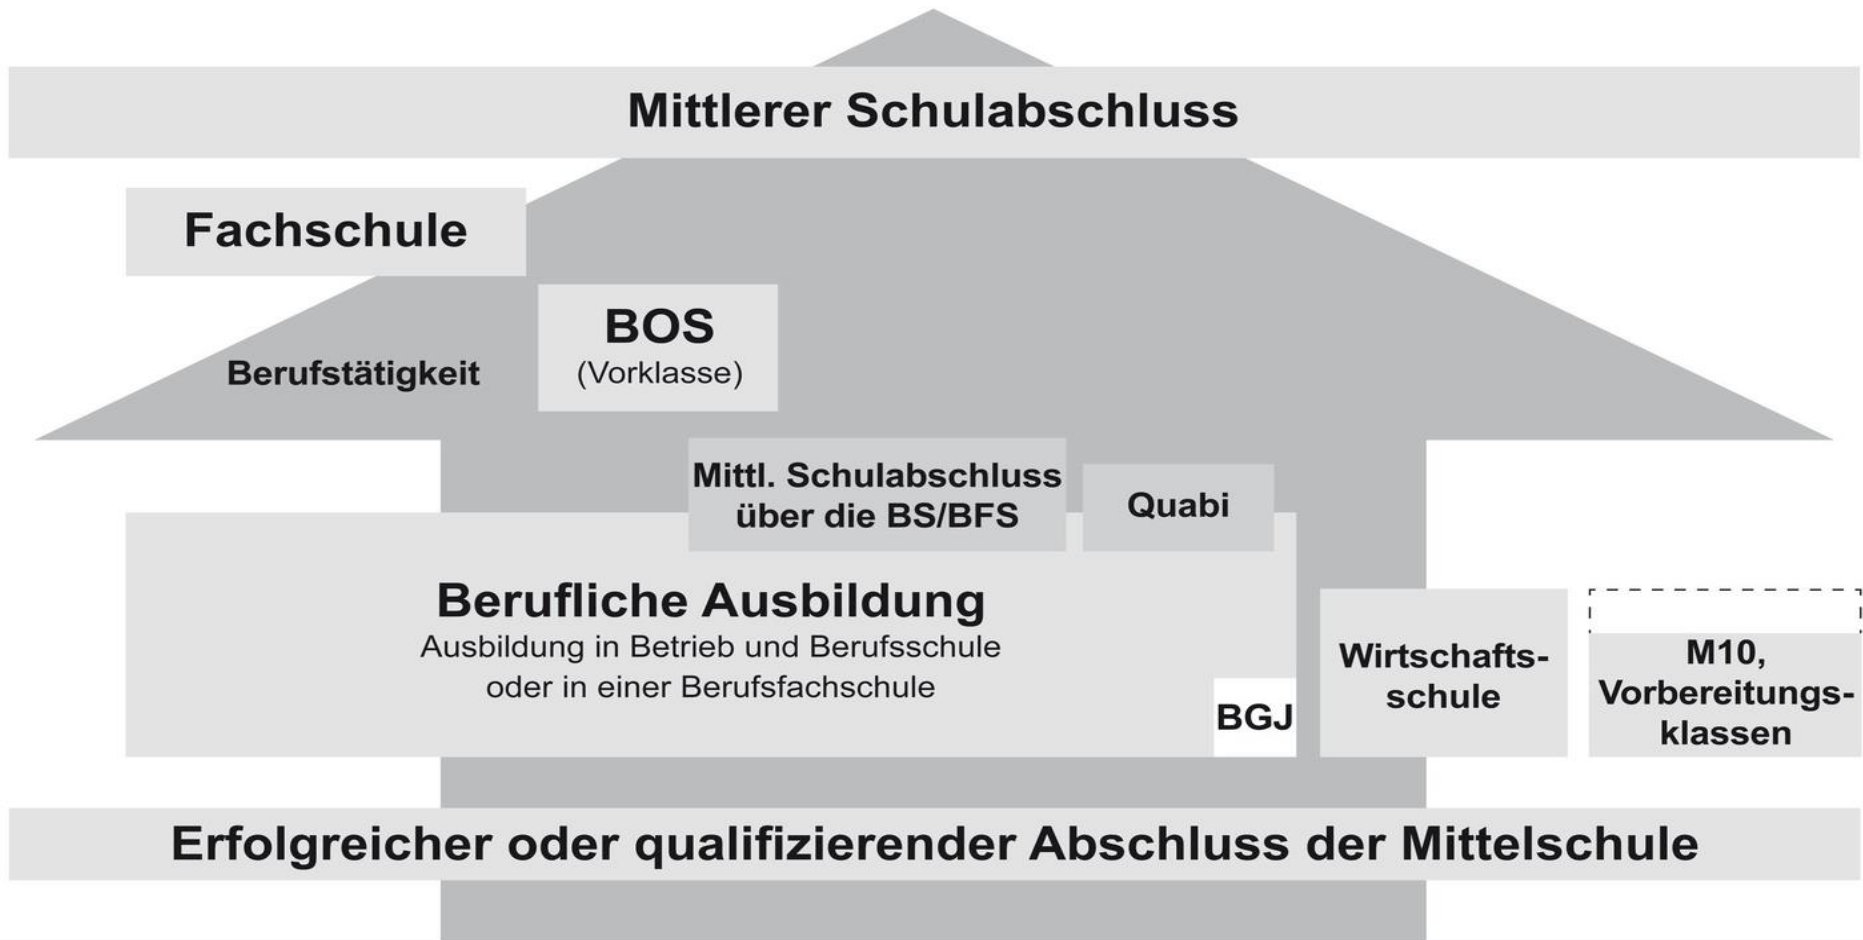 Mittlerer Schulabschluss
Fachschule
BOS
(Vorklasse)
Berufstätigkeit
Mittl. Schulabschluss
über die BS/BFS
Quabi
Berufliche Ausbildung
Ausbildung in Betrieb und Berufsschule
oder in einer Berufsfachschule
BGJ
Wirtschafts-
schule
M10,
Vorbereitungs-
klassen
Erfolgreicher oder qualifizierender Abschluss der Mittelschule